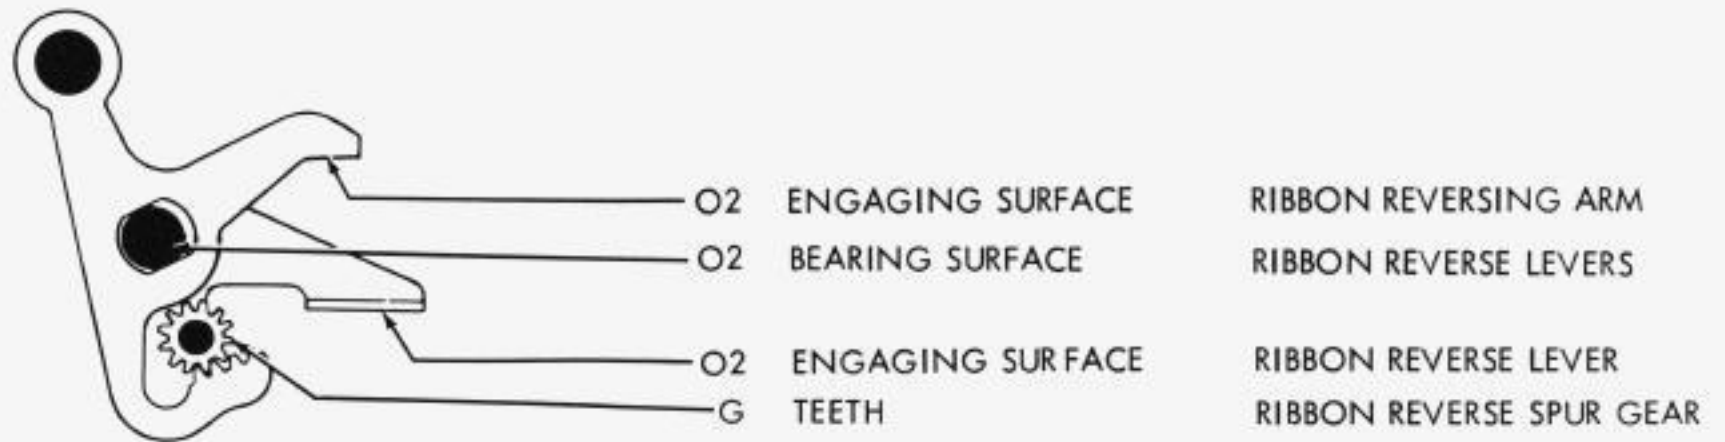 O2 ENGAGING SURFACE RIBBON REVERSING ARM
O2 BEARING SURFACE RIBBON REVERSE LEVERS
O2 ENGAGING SURFACE RIBBON REVERSE LEVER
G TEETH RIBBON REVERSE SPUR GEAR